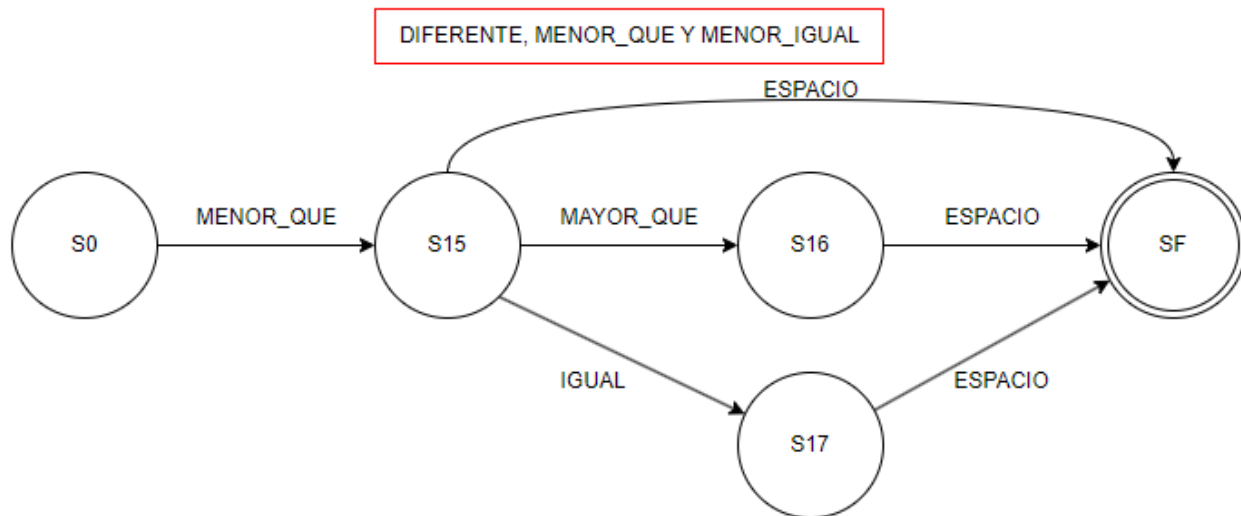 DIFERENTE, MENOR_QUE Y MENOR_IGUAL
ESPACIO
MENOR_QUE
MAYOR_QUE
ESPACIO
S0
S15
S16
SF
IGUAL
ESPACIO
S17